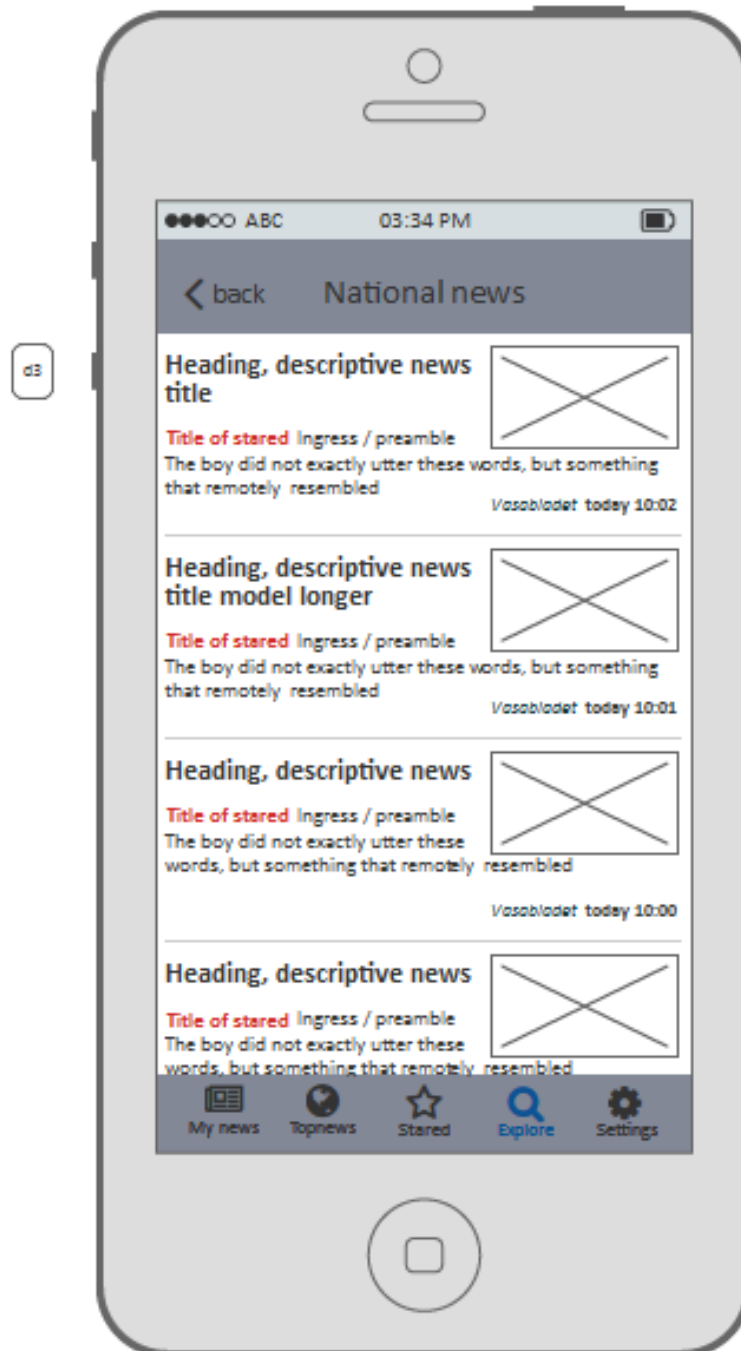 ABC 03:34 PM
back National news
d3
Heading, descriptive news
title
Title of stared Ingress / preamble
The boy did not exactly utter these words, but something
that remotely resembled
Vasabladet today 10:02
Heading, descriptive news
title model longer
Title of stared Ingress / preamble
The boy did not exactly utter these words, but something
that remotely resembled
Vasabladet today 10:01
Heading, descriptive news
Title of stared Ingress / preamble
The boy did not exactly utter these
words, but something that remotely resembled
Vasabladet today 10:00
Heading, descriptive news
Title of stared Ingress / preamble
The boy did not exactly utter these
words, but something that remotely resembled
My news Topnews Stared Explore Settings